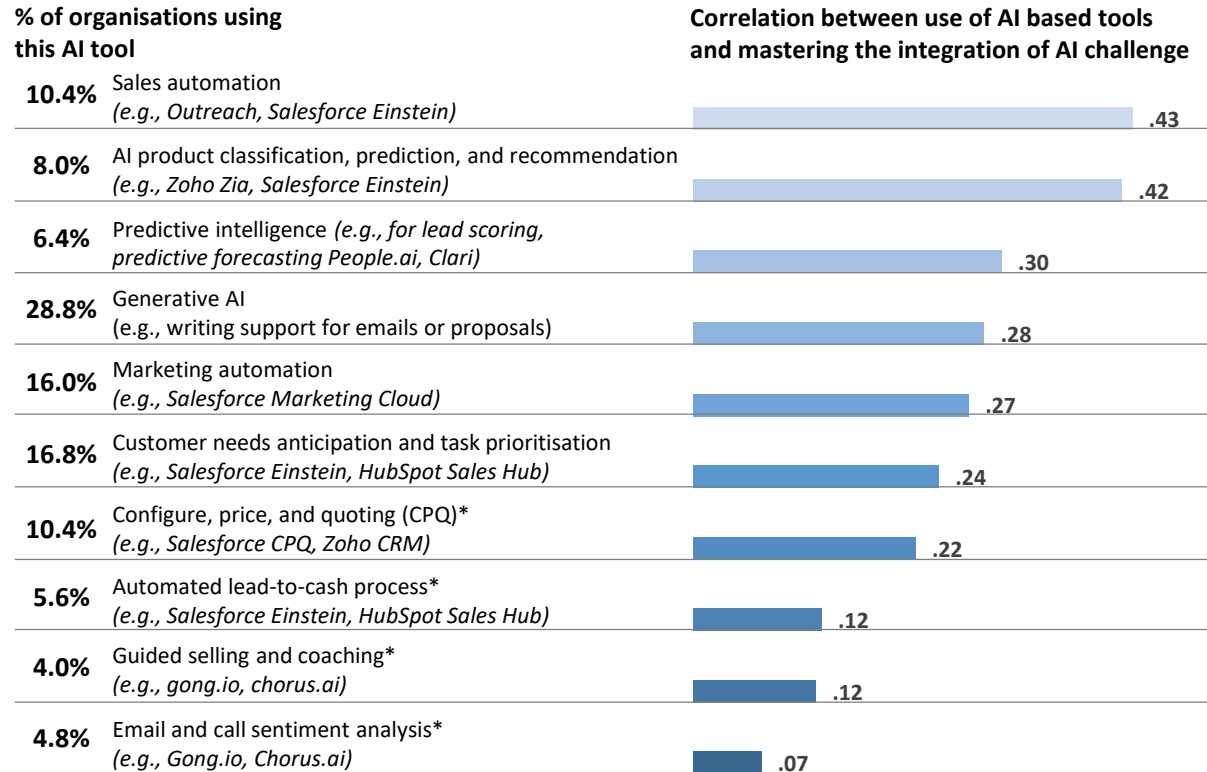 % of organisations using
this AI tool
Correlation between use of AI based tools
and mastering the integration of AI challenge
10.4%
Sales automation
(e.g., Outreach, Salesforce Einstein)
.43
8.0%
AI product classification, prediction, and recommendation
(e.g., Zoho Zia, Salesforce Einstein)
.42
6.4%
Predictive intelligence (e.g., for lead scoring,
predictive forecasting People.ai, Clari)
.30
28.8%
Generative AI
(e.g., writing support for emails or proposals)
.28
16.0%
Marketing automation
(e.g., Salesforce Marketing Cloud)
.27
16.8%
Customer needs anticipation and task prioritisation
(e.g., Salesforce Einstein, HubSpot Sales Hub)
.24
10.4%
Configure, price, and quoting (CPQ)*
(e.g., Salesforce CPQ, Zoho CRM)
.22
5.6%
Automated lead-to-cash process*
(e.g., Salesforce Einstein, HubSpot Sales Hub)
.12
4.0%
Guided selling and coaching*
(e.g., gong.io, chorus.ai)
.12
4.8%
Email and call sentiment analysis*
(e.g., Gong.io, Chorus.ai)
.07